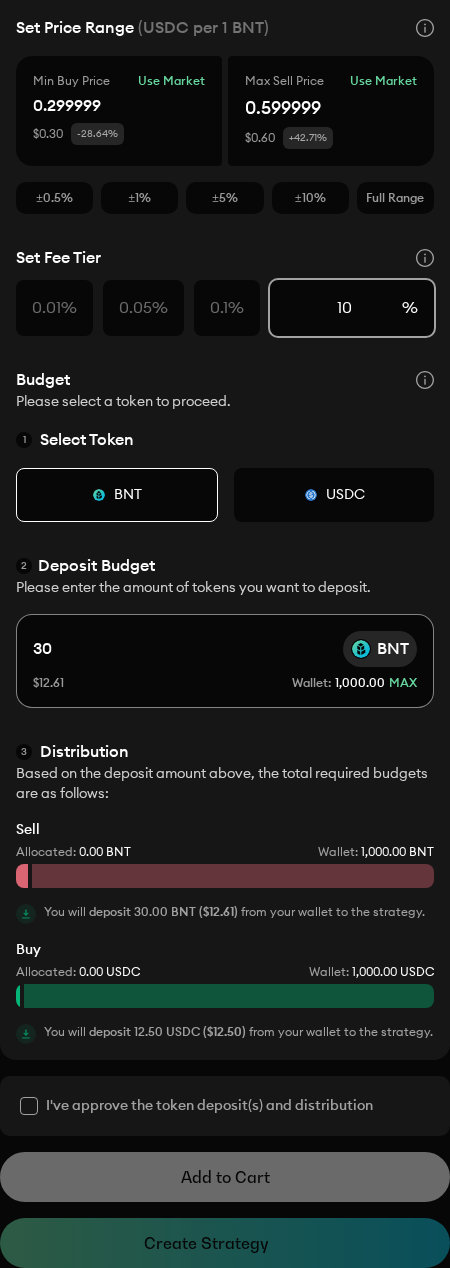 Set Price Range (USDC per 1 BNT)
Min Buy Price Use Market
0.299999
$0.30 -28.64%
Max Sell Price Use Market
0.599999
$0.60 +42.71%
±0.5% ±1% ±5% ±10% Full Range
Set Fee Tier
0.01% 0.05% 0.1% 10 %
Budget
Please select a token to proceed.
1 Select Token
BNT USDC
2 Deposit Budget
Please enter the amount of tokens you want to deposit.
30 BNT
$12.61 Wallet: 1,000.00 MAX
3 Distribution
Based on the deposit amount above, the total required budgets
are as follows:
Sell
Allocated: 0.00 BNT Wallet: 1,000.00 BNT
You will deposit 30.00 BNT ($12.61) from your wallet to the strategy.
Buy
Allocated: 0.00 USDC Wallet: 1,000.00 USDC
You will deposit 12.50 USDC ($12.50) from your wallet to the strategy.
I've approve the token deposit(s) and distribution
Add to Cart
Create Strategy